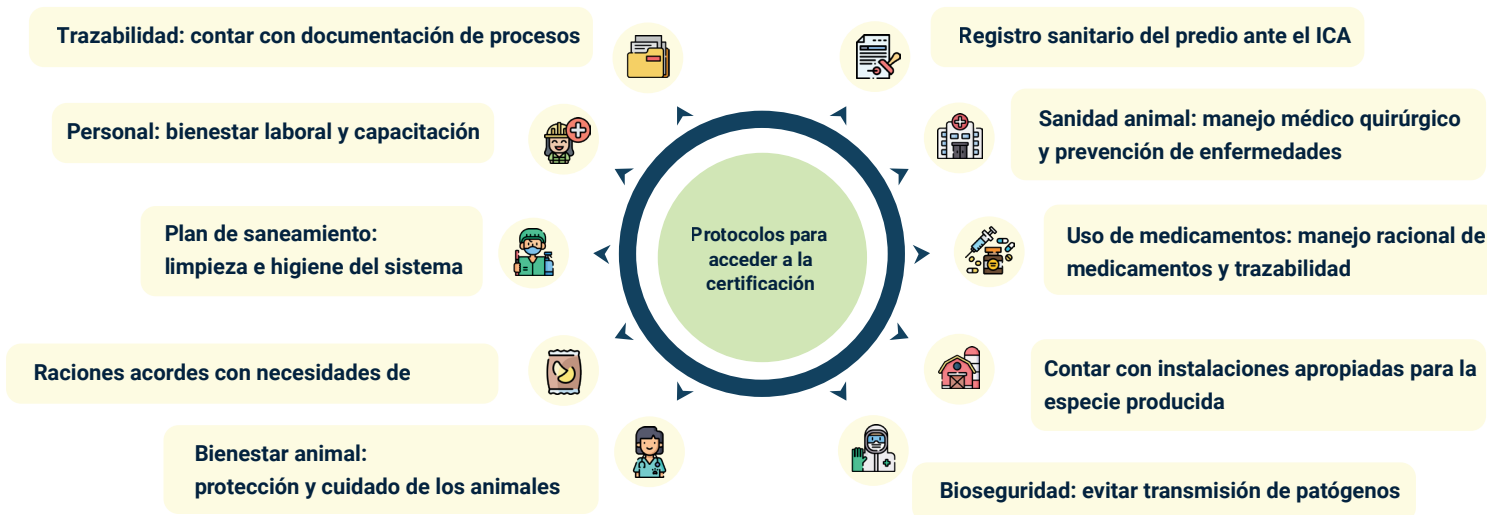 Trazabilidad: contar con documentación de procesos
Registro sanitario del predio ante el ICA
Personal: bienestar laboral y capacitación
Sanidad animal: manejo médico quirúrgico
y prevención de enfermedades
Plan de saneamiento:
limpieza e higiene del sistema
Protocolos para
acceder a la
certificación
Uso de medicamentos: manejo racional de
medicamentos y trazabilidad
Raciones acordes con necesidades de
Contar con instalaciones apropiadas para la
especie producida
Bienestar animal:
protección y cuidado de los animales
Bioseguridad: evitar transmisión de patógenos